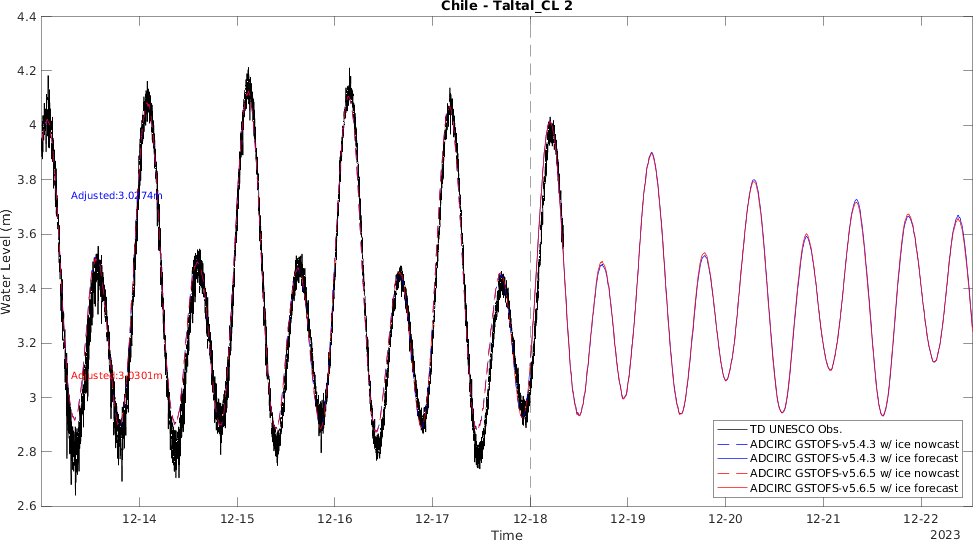 Chile - Taltal_CL 2
4.4
4.2
4
3.8
3.6
3.4
3.2
3
2.8
2.6
Water Level (m)
Adjusted:3.0274m
Adjusted:3.0301m
TD UNESCO Obs.
ADCIRC GSTOFS-v5.4.3 w/ ice nowcast
ADCIRC GSTOFS-v5.4.3 w/ ice forecast
ADCIRC GSTOFS-v5.6.5 w/ ice nowcast
ADCIRC GSTOFS-v5.6.5 w/ ice forecast
12-14 12-15 12-16 12-17 12-18 12-19 12-20 12-21 12-22
Time
2023